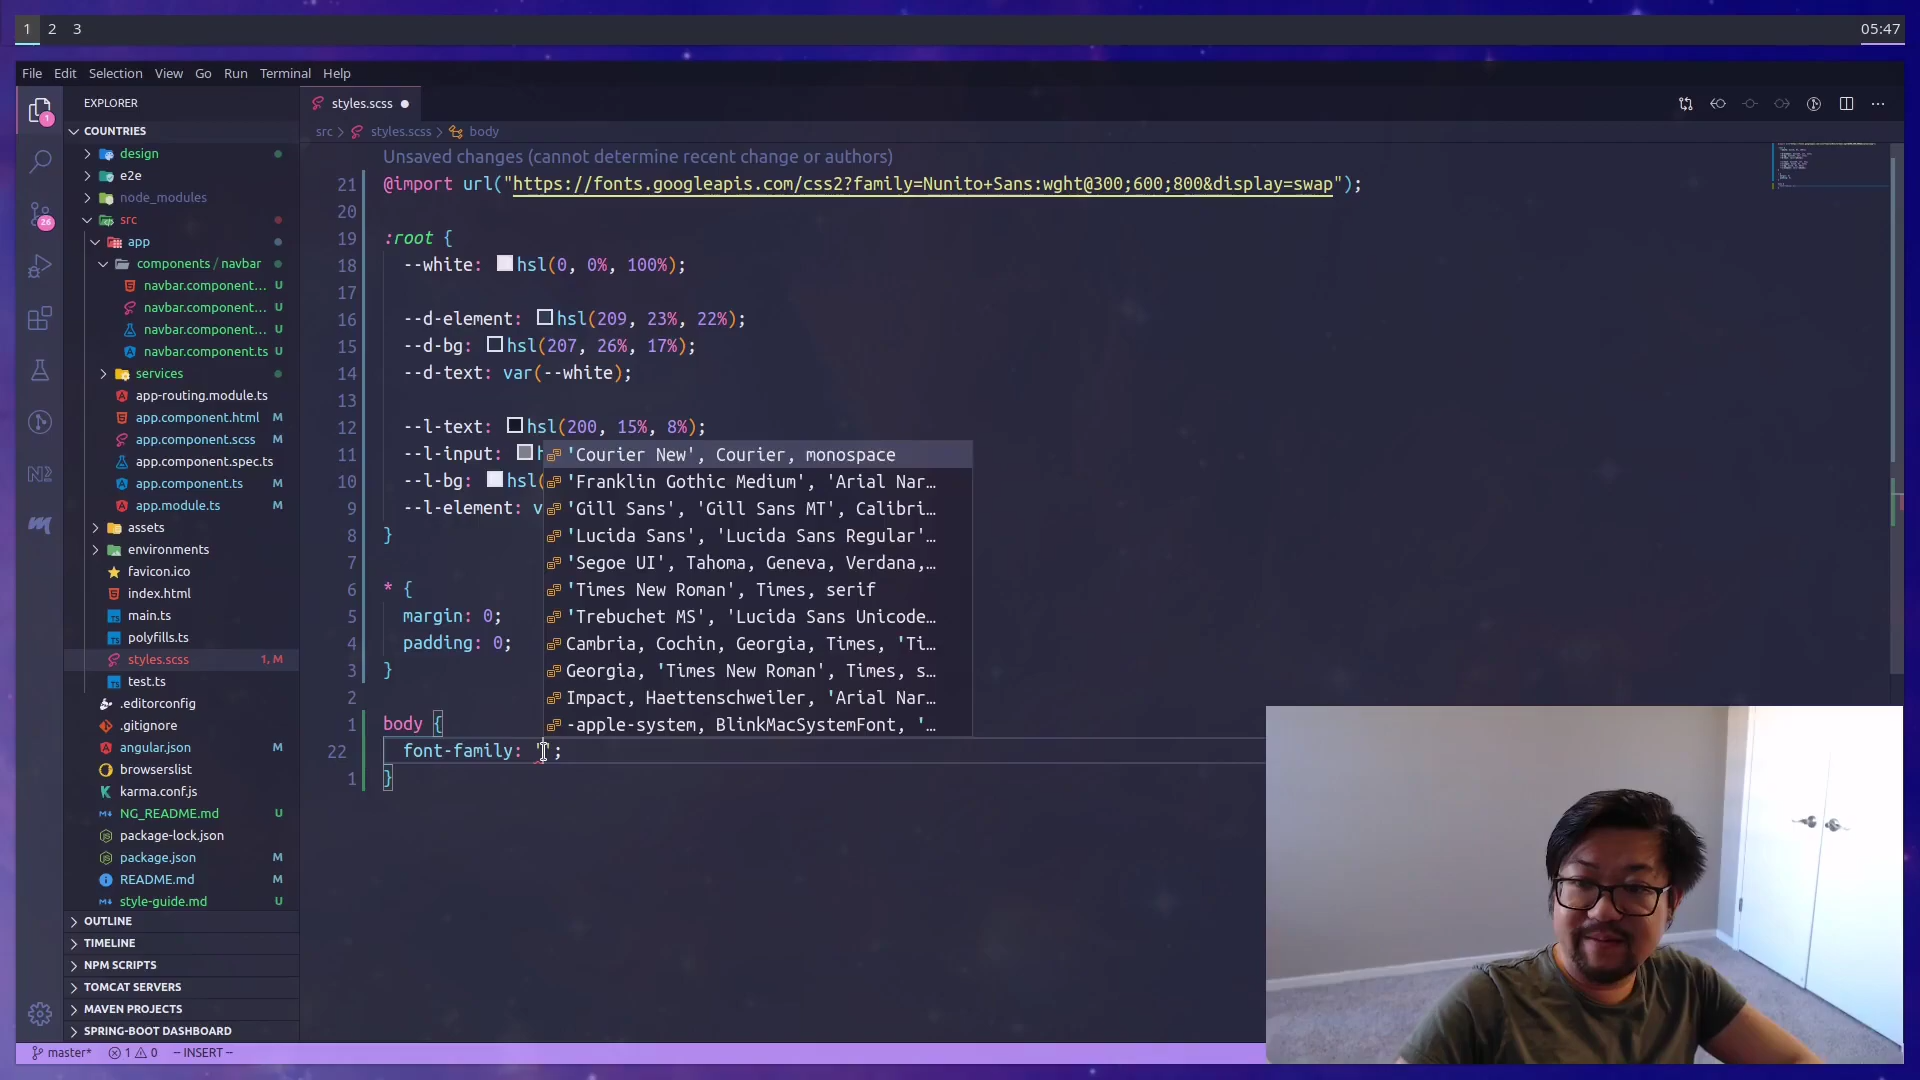 1 2 3
05:47
File Edit Selection View Go Run Terminal Help
EXPLORER
styles.scss
COUNTRIES
src > styles.scss > body
design
e2e
node_modules
src
app
components / navbar
navbar.component... U
navbar.component... U
navbar.component... U
navbar.component.ts U
services
app-routing.module.ts
app.component.html M
app.component.scss M
app.component.spec.ts
app.component.ts M
app.module.ts M
assets
environments
favicon.ico
index.html
main.ts
polyfills.ts
styles.scss 1, M
test.ts
.editorconfig
.gitignore
angular.json M
browserslist
karma.conf.js
NG_README.md U
package-lock.json
package.json M
README.md M
style-guide.md U
OUTLINE
TIMELINE
NPM SCRIPTS
TOMCAT SERVERS
MAVEN PROJECTS
SPRING-BOOT DASHBOARD
1
26
N2
Unsaved changes (cannot determine recent change or authors)
21 @import url("https://fonts.googleapis.com/css2?family=Nunito+Sans:wght@300;600;800&display=swap");
20
19 :root {
18 --white: hsl(0, 0%, 100%);
17
16 --d-element: hsl(209, 23%, 22%);
15 --d-bg: hsl(207, 26%, 17%);
14 --d-text: var(--white);
13
12 --l-text: hsl(200, 15%, 8%);
11 --l-input: h
10 --l-bg: hsl(
9 --l-element: v
8 }
7
6 * {
5 margin: 0;
4 padding: 0;
3 }
2
1 body {
22 font-family: '';
1 }
'Courier New', Courier, monospace
'Franklin Gothic Medium', 'Arial Nar…
'Gill Sans', 'Gill Sans MT', Calibri…
'Lucida Sans', 'Lucida Sans Regular'…
'Segoe UI', Tahoma, Geneva, Verdana,…
'Times New Roman', Times, serif
'Trebuchet MS', 'Lucida Sans Unicode…
Cambria, Cochin, Georgia, Times, 'Ti…
Georgia, 'Times New Roman', Times, s…
Impact, Haettenschweiler, 'Arial Nar…
-apple-system, BlinkMacSystemFont, '…
master* 1 0 -- INSERT --